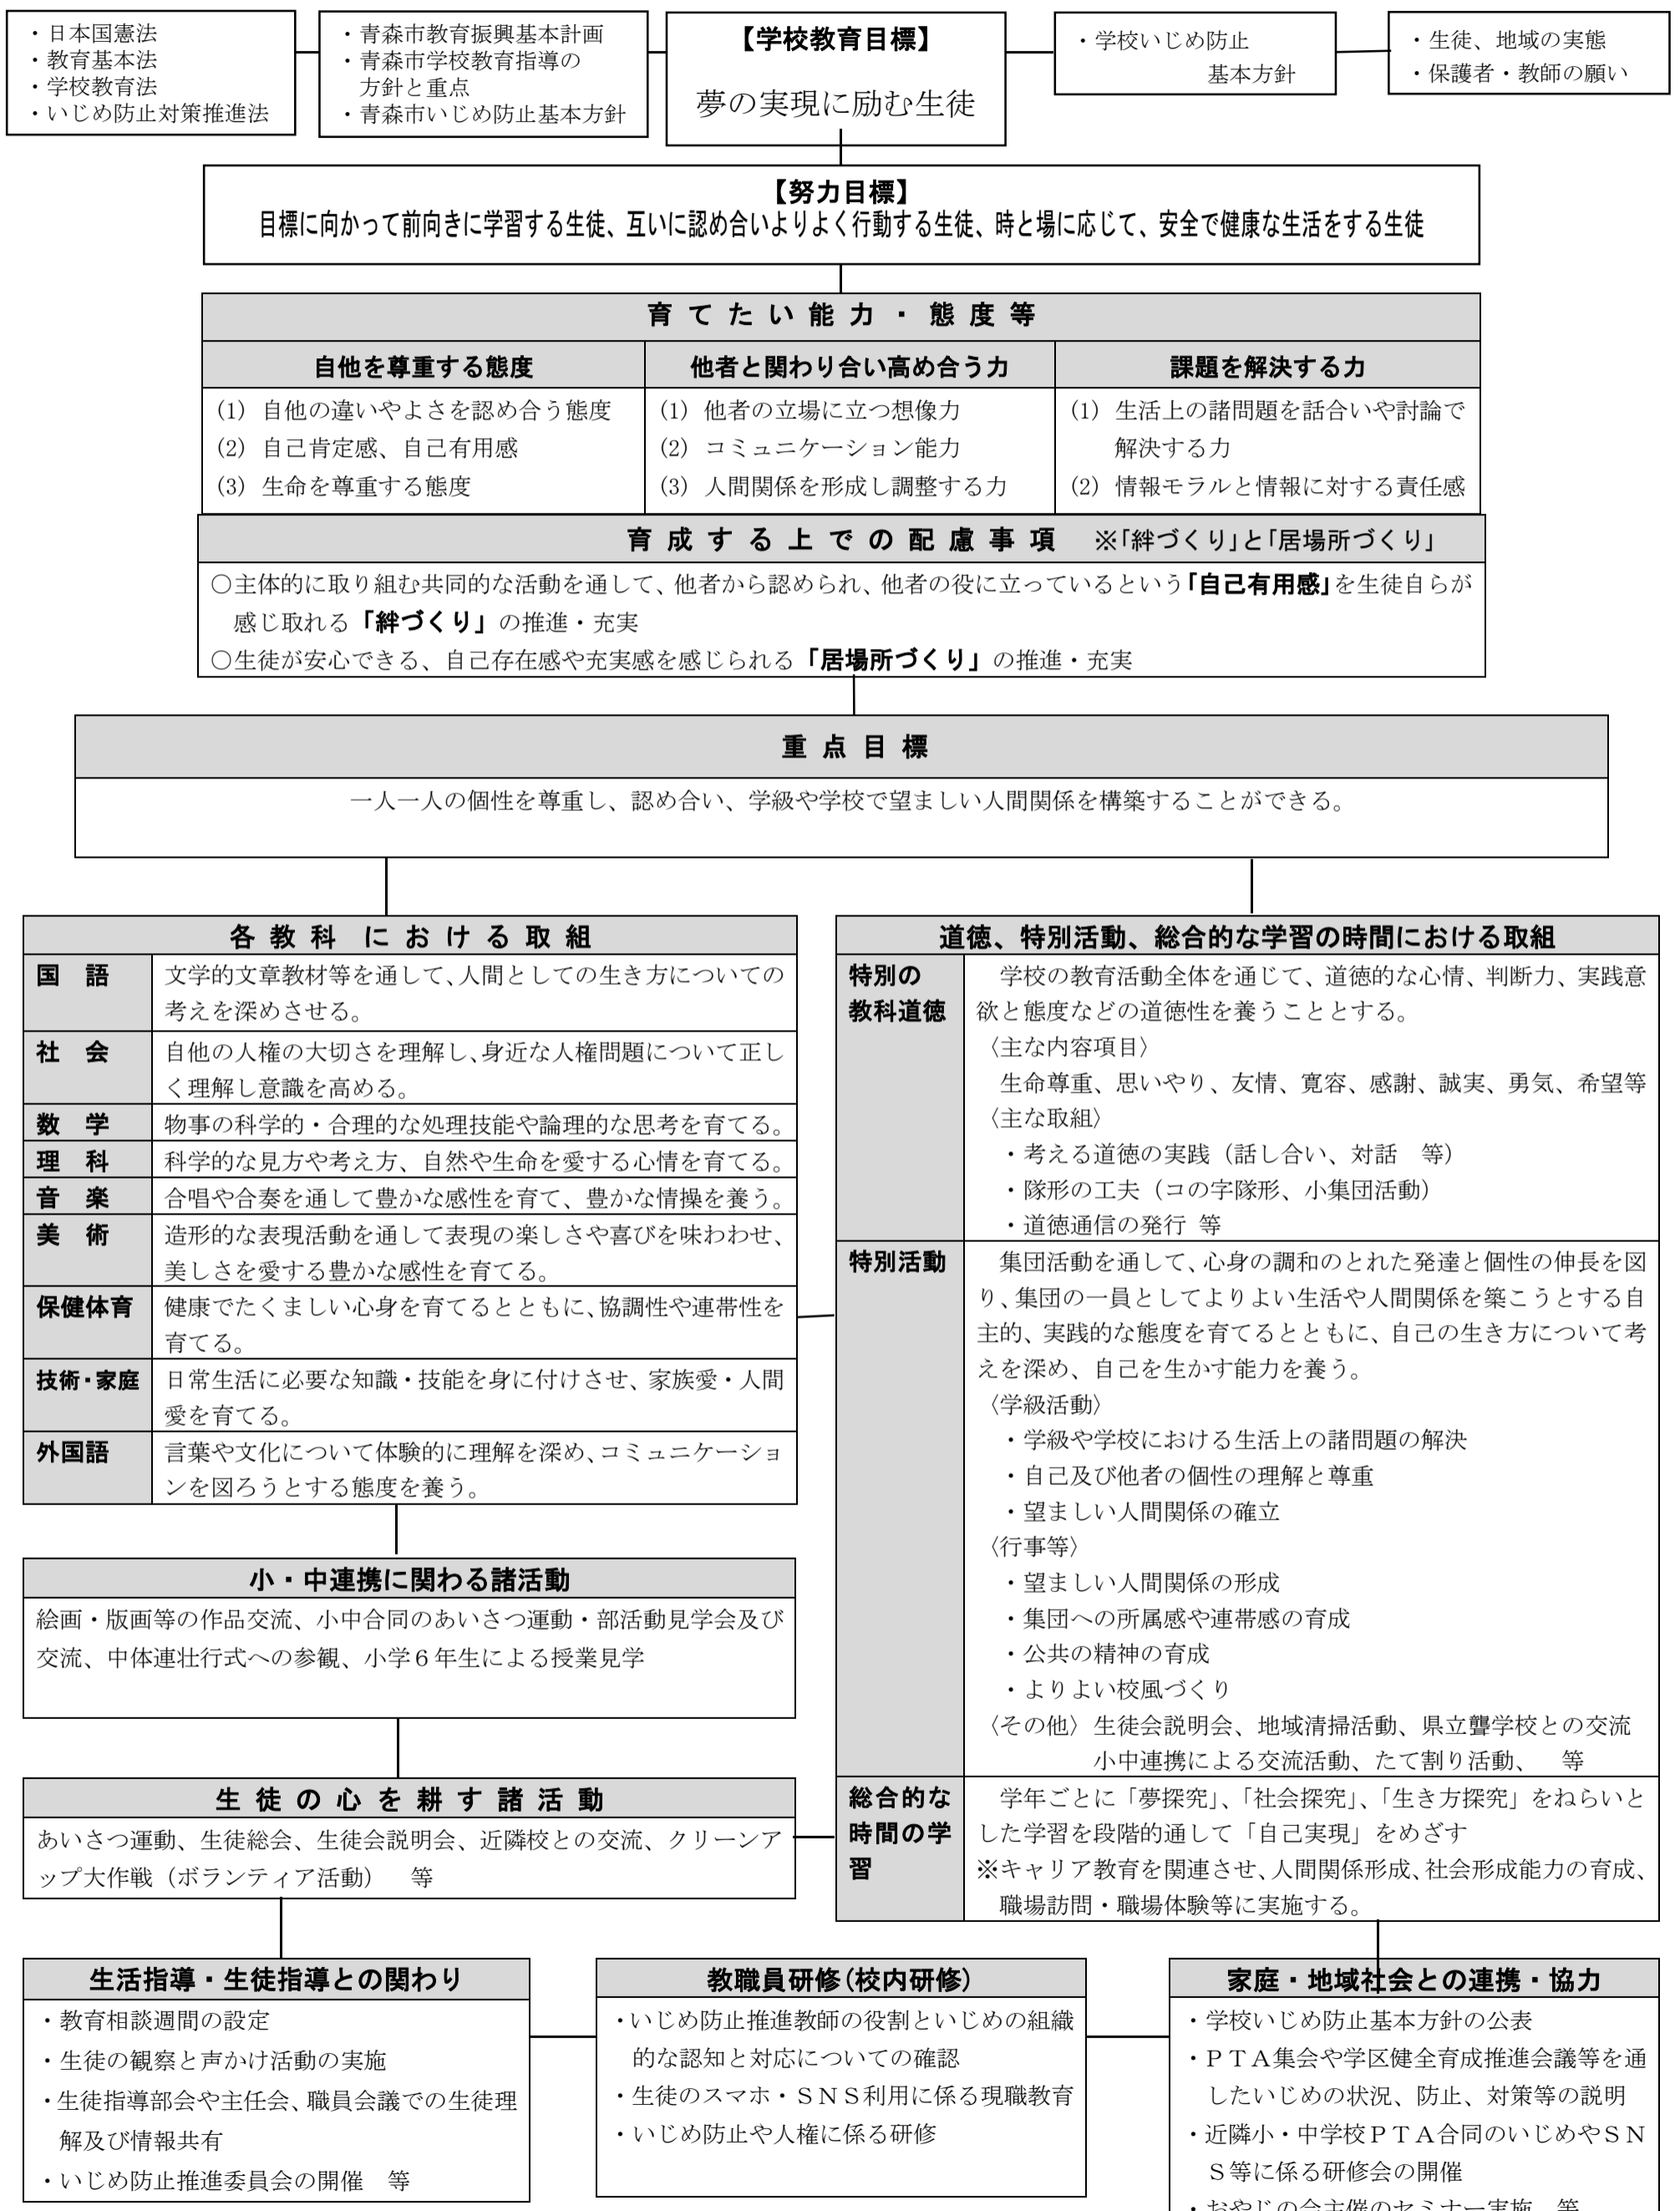 ・日本国憲法
・教育基本法
・学校教育法
・いじめ防止対策推進法
・青森市教育振興基本計画
・青森市学校教育指導の
方針と重点
・青森市いじめ防止基本方針
【学校教育目標】
夢の実現に励む生徒
・学校いじめ防止
基本方針
・生徒、地域の実態
・保護者・教師の願い
【努力目標】
目標に向かって前向きに学習する生徒、互いに認め合いよりよく行動する生徒、時と場に応じて、安全で健康な生活をする生徒
育てたい能力・態度等
自他を尊重する態度
(1) 自他の違いやよさを認め合う態度
(2) 自己肯定感、自己有用感
(3) 生命を尊重する態度
他者と関わり合い高め合う力
(1) 他者の立場に立つ想像力
(2) コミュニケーション能力
(3) 人間関係を形成し調整する力
課題を解決する力
(1) 生活上の諸問題を話合いや討論で
解決する力
(2) 情報モラルと情報に対する責任感
育成する上での配慮事項　※「絆づくり」と「居場所づくり」
○主体的に取り組む共同的な活動を通して、他者から認められ、他者の役に立っているという「自己有用感」を生徒自らが
感じ取れる「絆づくり」の推進・充実
○生徒が安心できる、自己存在感や充実感を感じられる「居場所づくり」の推進・充実
重点目標
一人一人の個性を尊重し、認め合い、学級や学校で望ましい人間関係を構築することができる。
各教科における取組
国　語
文学的文章教材等を通して、人間としての生き方についての
考えを深めさせる。
社　会
自他の人権の大切さを理解し、身近な人権問題について正し
く理解し意識を高める。
数　学
物事の科学的・合理的な処理技能や論理的な思考を育てる。
理　科
科学的な見方や考え方、自然や生命を愛する心情を育てる。
音　楽
合唱や合奏を通して豊かな感性を育て、豊かな情操を養う。
美　術
造形的な表現活動を通して表現の楽しさや喜びを味わわせ、
美しさを愛する豊かな感性を育てる。
保健体育
健康でたくましい心身を育てるとともに、協調性や連帯性を
育てる。
技術・家庭
日常生活に必要な知識・技能を身に付けさせ、家族愛・人間
愛を育てる。
外国語
言葉や文化について体験的に理解を深め、コミュニケーショ
ンを図ろうとする態度を養う。
小・中連携に関わる諸活動
絵画・版画等の作品交流、小中合同のあいさつ運動・部活動見学会及び
交流、中体連壮行式への参観、小学６年生による授業見学
生徒の心を耕す諸活動
あいさつ運動、生徒総会、生徒会説明会、近隣校との交流、クリーンア
ップ大作戦（ボランティア活動）　等
道徳、特別活動、総合的な学習の時間における取組
特別の
教科道徳
学校の教育活動全体を通じて、道徳的な心情、判断力、実践意
欲と態度などの道徳性を養うこととする。
〈主な内容項目〉
生命尊重、思いやり、友情、寛容、感謝、誠実、勇気、希望等
〈主な取組〉
・考える道徳の実践（話し合い、対話　等）
・隊形の工夫（コの字隊形、小集団活動）
・道徳通信の発行 等
特別活動
集団活動を通して、心身の調和のとれた発達と個性の伸長を図
り、集団の一員としてよりよい生活や人間関係を築こうとする自
主的、実践的な態度を育てるとともに、自己の生き方について考
えを深め、自己を生かす能力を養う。
〈学級活動〉
・学級や学校における生活上の諸問題の解決
・自己及び他者の個性の理解と尊重
・望ましい人間関係の確立
〈行事等〉
・望ましい人間関係の形成
・集団への所属感や連帯感の育成
・公共の精神の育成
・よりよい校風づくり
〈その他〉生徒会説明会、地域清掃活動、県立聾学校との交流
小中連携による交流活動、たて割り活動、　等
総合的な
時間の学
習
学年ごとに「夢探究」、「社会探究」、「生き方探究」をねらいと
した学習を段階的通して「自己実現」をめざす
※キャリア教育を関連させ、人間関係形成、社会形成能力の育成、
職場訪問・職場体験等に実施する。
生活指導・生徒指導との関わり
・教育相談週間の設定
・生徒の観察と声かけ活動の実施
・生徒指導部会や主任会、職員会議での生徒理
解及び情報共有
・いじめ防止推進委員会の開催　等
教職員研修（校内研修）
・いじめ防止推進教師の役割といじめの組織
的な認知と対応についての確認
・生徒のスマホ・ＳＮＳ利用に係る現職教育
・いじめ防止や人権に係る研修
家庭・地域社会との連携・協力
・学校いじめ防止基本方針の公表
・ＰＴＡ集会や学区健全育成推進会議等を通
したいじめの状況、防止、対策等の説明
・近隣小・中学校ＰＴＡ合同のいじめやＳＮ
Ｓ等に係る研修会の開催
・おやじの会主催のセミナー実施　等